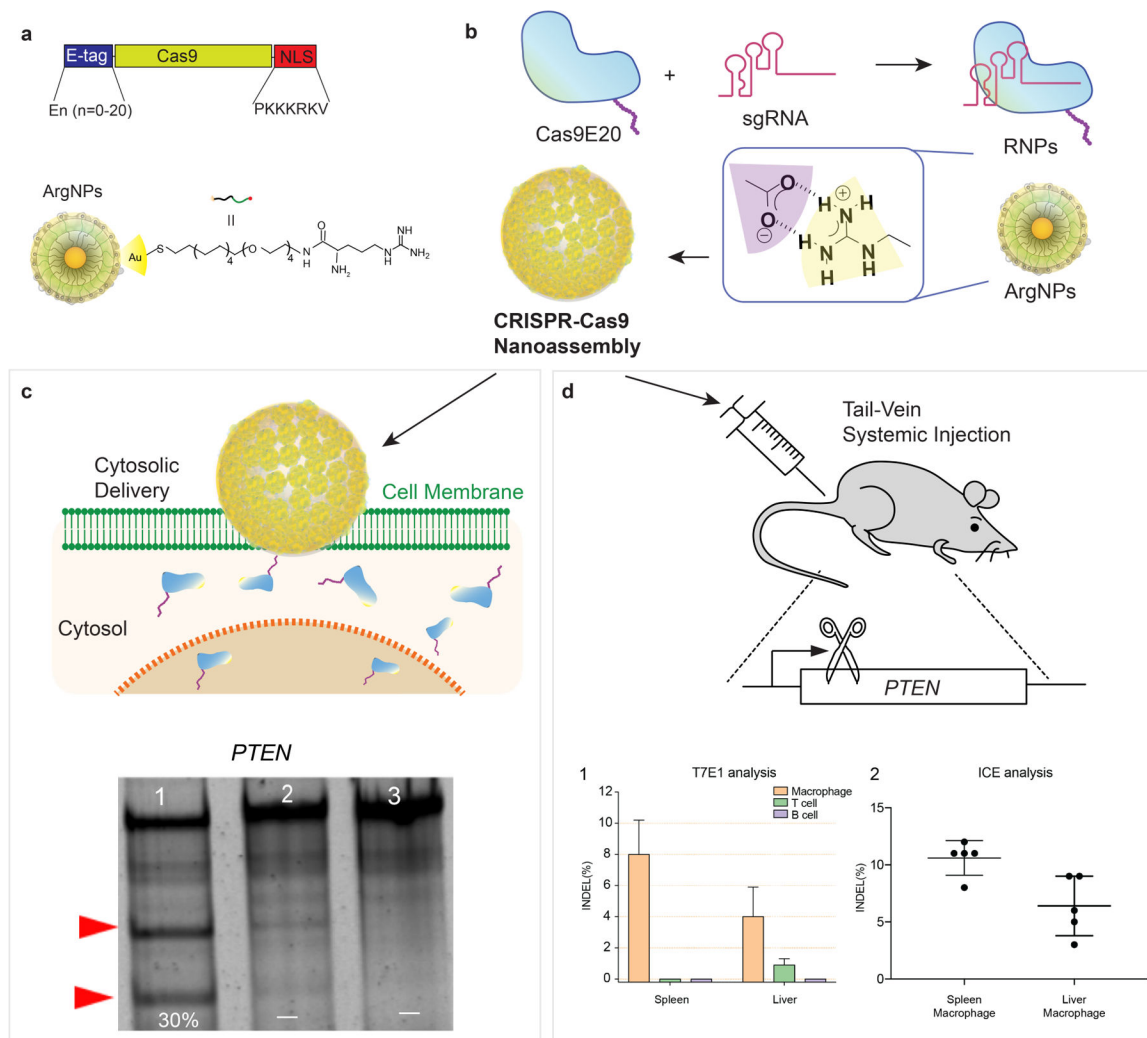 a
E-tag Cas9 NLS
En (n=0-20) PKKKRKV
ArgNPs
=
Au S 4 O 4 N H O NH2 H N NH NH2
b
+
Cas9E20
sgRNA
RNPs
O
O
⊖
H
⊕
H
N
H
N
N
H
H
ArgNPs
CRISPR-Cas9
Nanoassembly
c
Cytosolic
Delivery
Cell Membrane
Cytosol
PTEN
1 2 3
30% — —
d
Tail-Vein
Systemic Injection
PTEN
1
T7E1 analysis
Macrophage
T cell
B cell
INDEL(%)
10
8
6
4
2
0
Spleen Liver
2
ICE analysis
INDEL(%)
15
10
5
0
Spleen
Macrophage
Liver
Macrophage